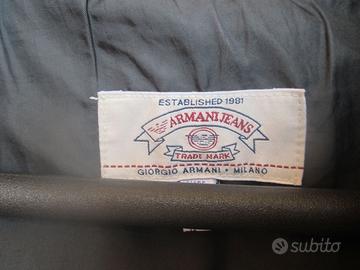 ESTABLISHED 1981
ARMANI JEANS
TRADE MARK
GIORGIO ARMANI • MILANO
subito